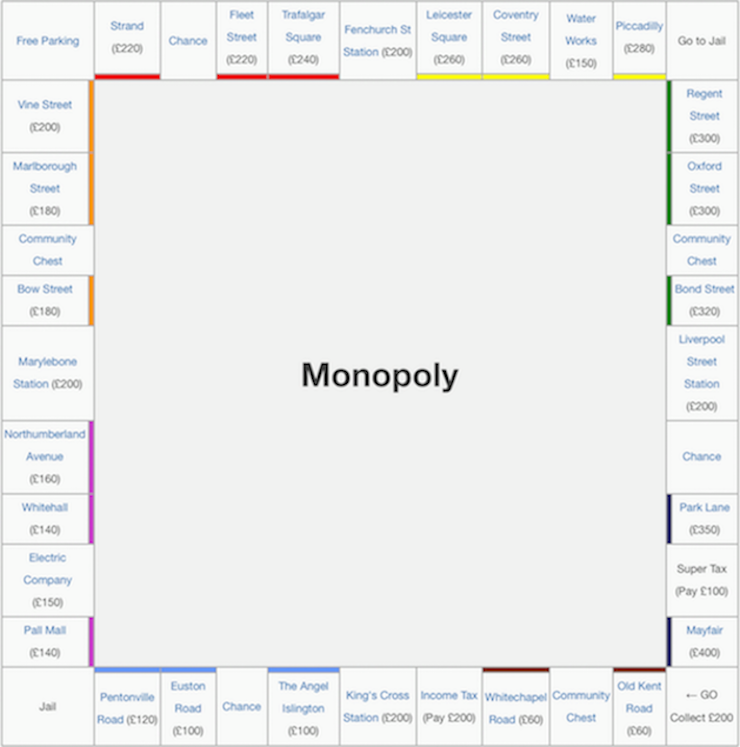 Free Parking
Strand
(£220)
Chance
Fleet
Street
(£220)
Trafalgar
Square
(£240)
Fenchurch St
Station (£200)
Leicester
Square
(£260)
Coventry
Street
(£260)
Water
Works
(£150)
Piccadilly
(£280)
Go to Jail
Vine Street
(£200)
Regent
Street
(£300)
Marlborough
Street
(£180)
Oxford
Street
(£300)
Community
Chest
Community
Chest
Bow Street
(£180)
Bond Street
(£320)
Marylebone
Station (£200)
Monopoly
Liverpool
Street
Station
(£200)
Northumberland
Avenue
(£160)
Chance
Whitehall
(£140)
Park Lane
(£350)
Electric
Company
(£150)
Super Tax
(Pay £100)
Pall Mall
(£140)
Mayfair
(£400)
Jail
Pentonville
Road (£120)
Euston
Road
(£100)
Chance
The Angel
Islington
(£100)
King's Cross
Station (£200)
Income Tax
(Pay £200)
Whitechapel
Road (£60)
Community
Chest
Old Kent
Road
(£60)
← GO
Collect £200